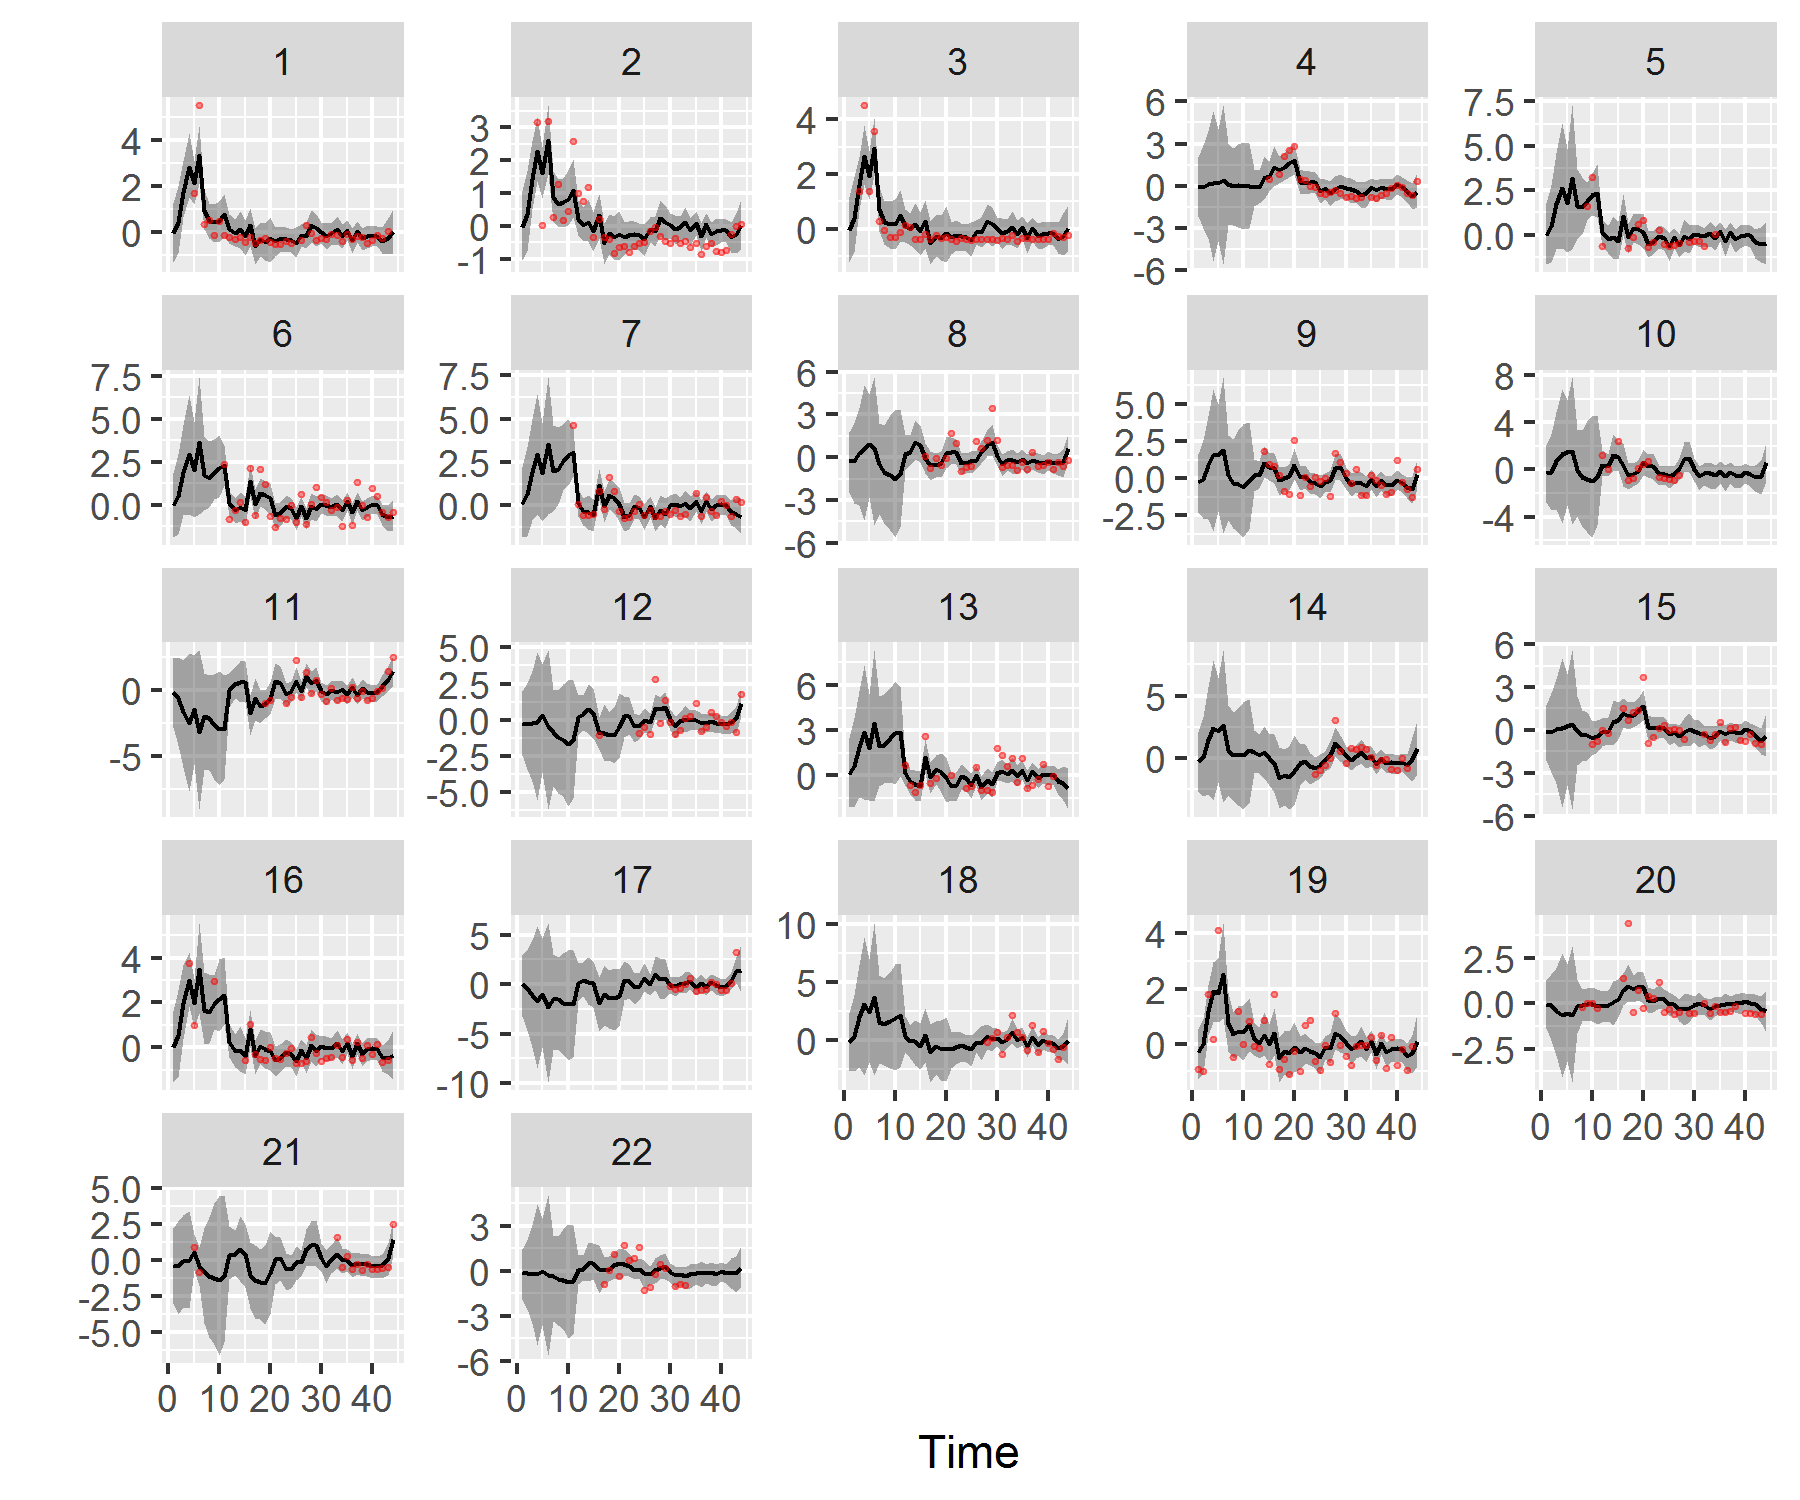 1 2 3 4 5
4 2 0
3 2 1 0 -1
4 2 0
6 3 0 -3 -6
7.5 5.0 2.5 0.0
6 7 8 9 10
7.5 5.0 2.5 0.0
7.5 5.0 2.5 0.0
6 3 0 -3 -6
5.0 2.5 0.0 -2.5
8 4 0 -4
11 12 13 14 15
0 -5
5.0 2.5 0.0 -2.5 -5.0
6 3 0
5 0
6 3 0 -3 -6
16 17 18 19 20
4 2 0
5 0 -5 -10
10 5 0
4 2 0
2.5 0.0 -2.5
0 10 20 30 40
0 10 20 30 40
0 10 20 30 40
21 22
5.0 2.5 0.0 -2.5 -5.0
3 0 -3 -6
0 10 20 30 40
0 10 20 30 40
Time